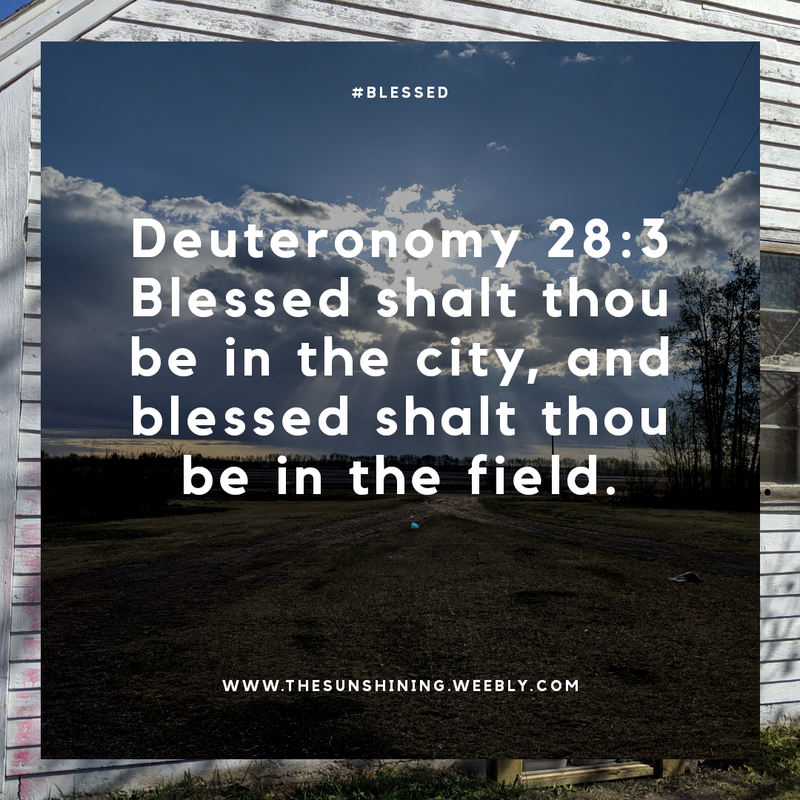 #BLESSED
Deuteronomy 28:3
Blessed shalt thou
be in the city, and
blessed shalt thou
be in the field.
WWW.THESUNSHINING.WEEBLY.COM